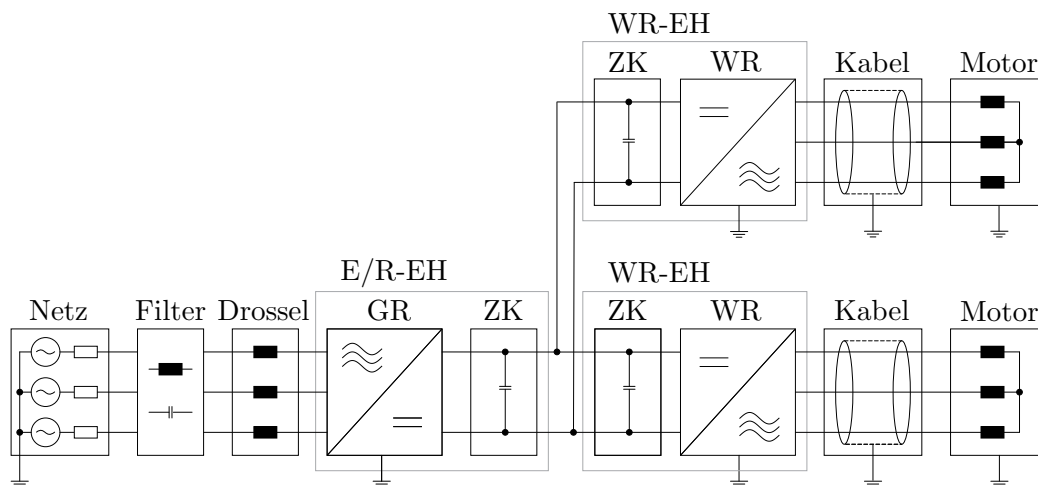 WR-EH
ZK WR Kabel Motor
E/R-EH WR-EH
Netz Filter Drossel GR ZK ZK WR Kabel Motor